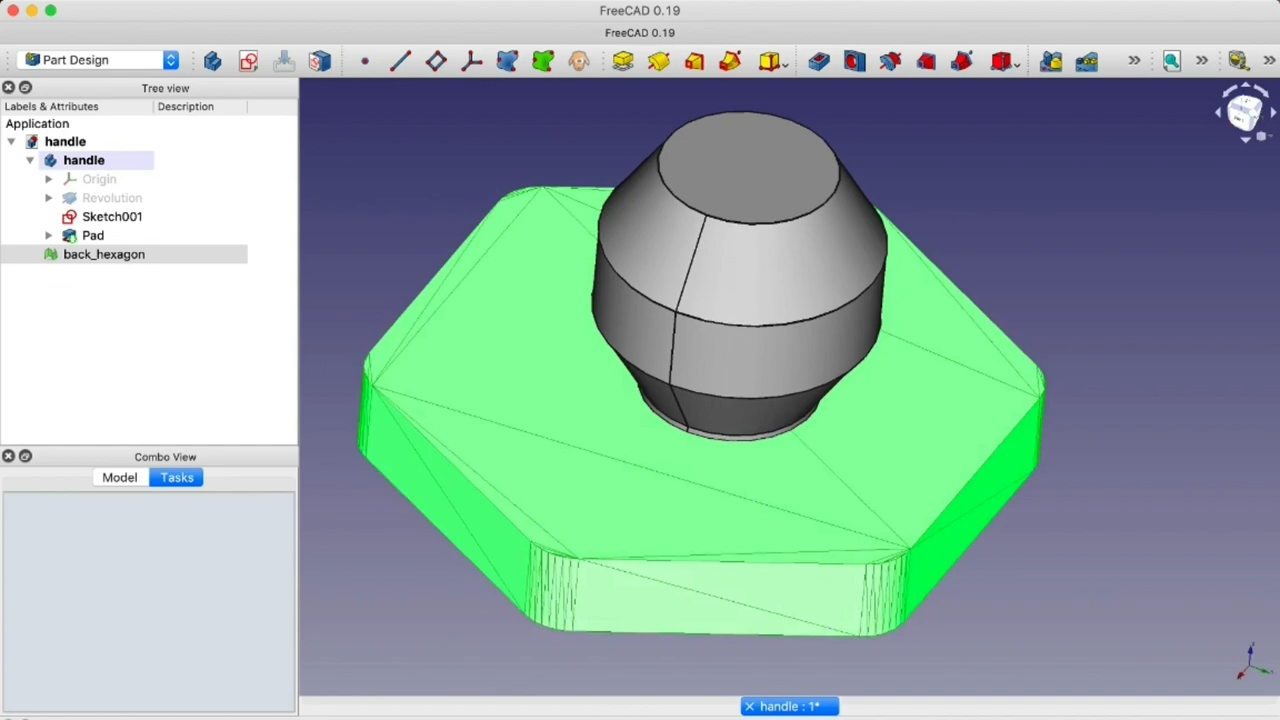 FreeCAD 0.19
FreeCAD 0.19
Part Design
Tree view
Labels & Attributes Description
Application
handle
handle
Origin
Revolution
Sketch001
Pad
back_hexagon
Combo View
Model Tasks
handle : 1*